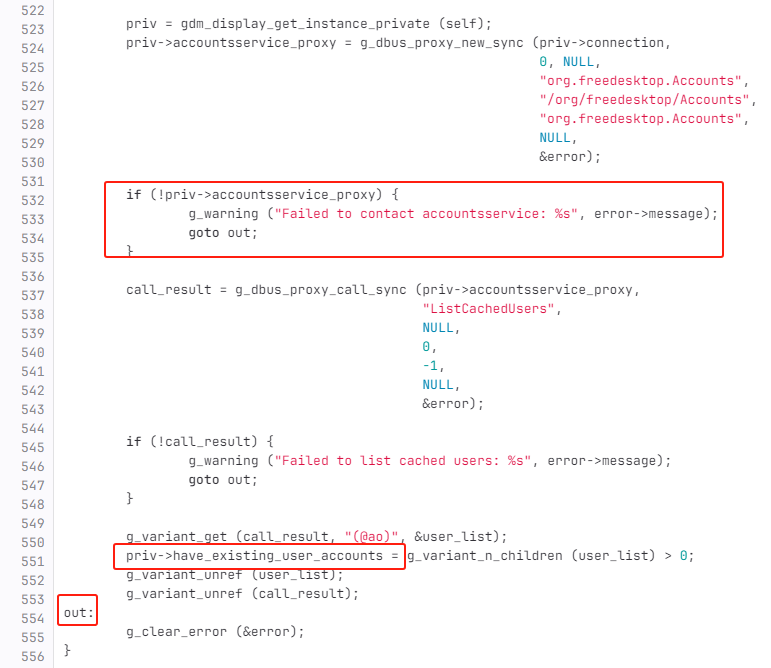 522
523 priv = gdm_display_get_instance_private (self);
524 priv->accountsservice_proxy = g_dbus_proxy_new_sync (priv->connection,
525 0, NULL,
526 "org.freedesktop.Accounts",
527 "/org/freedesktop/Accounts",
528 "org.freedesktop.Accounts",
529 NULL,
530 &error);
531
532 if (!priv->accountsservice_proxy) {
533 g_warning ("Failed to contact accountsservice: %s", error->message);
534 goto out;
535 }
536
537 call_result = g_dbus_proxy_call_sync (priv->accountsservice_proxy,
538 "ListCachedUsers",
539 NULL,
540 0,
541 -1,
542 NULL,
543 &error);
544
545 if (!call_result) {
546 g_warning ("Failed to list cached users: %s", error->message);
547 goto out;
548 }
549
550 g_variant_get (call_result, "(@ao)", &user_list);
551 priv->have_existing_user_accounts = g_variant_n_children (user_list) > 0;
552 g_variant_unref (user_list);
553 g_variant_unref (call_result);
554 out:
555 g_clear_error (&error);
556 }